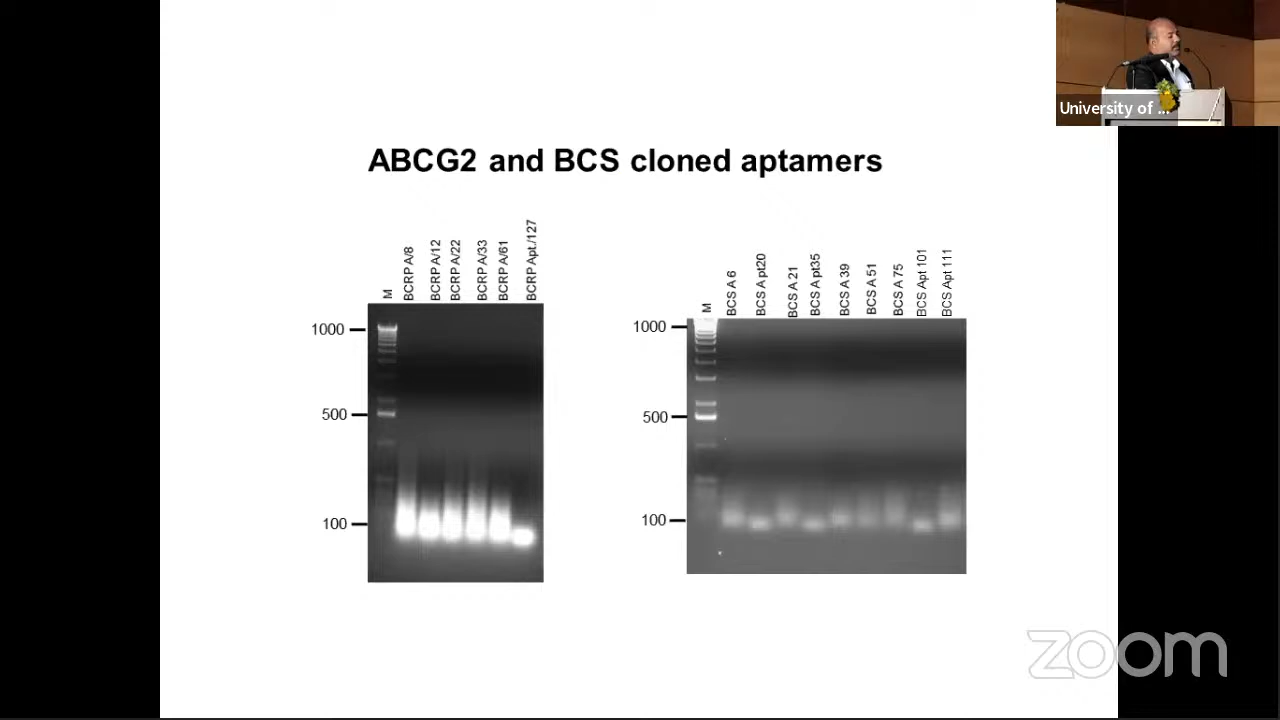 University of ...
ABCG2 and BCS cloned aptamers
M
BCRP A/8
BCRP A/12
BCRP A/22
BCRP A/33
BCRP A/61
BCRP Apt./127
1000
500
100
M
BCS A 6
BCS A pt20
BCS A 21
BCS A pt35
BCS A 39
BCS A 51
BCS A 75
BCS Apt 101
BCS Apt 111
1000
500
100
zoom